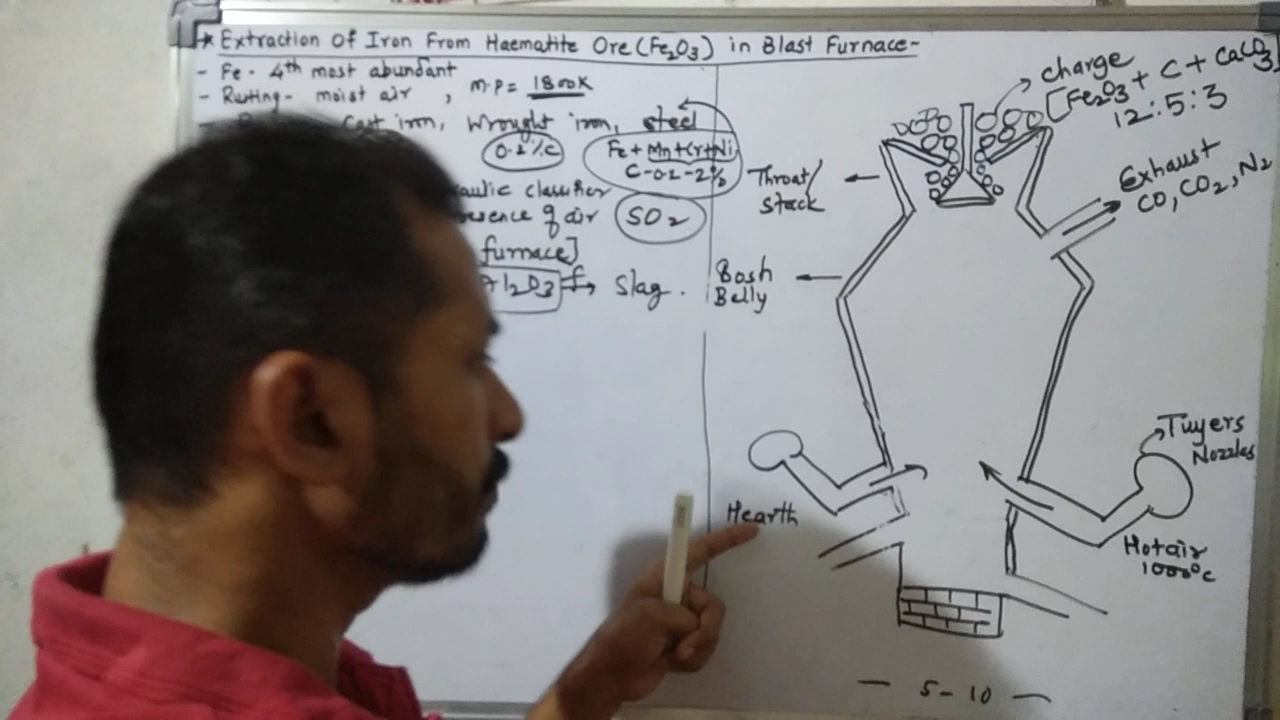 * Extraction Of Iron From Haematite Ore (Fe2O3) in Blast Furnace-
- Fe - 4th most abundant
- Rusting - moist air , m.p = 1800K
Cast iron, wrought iron, steel
0.2%C
Fe+Mn+Cr+Ni
C-0.2-2%
classifier
of air SO2
furnace]
Al2O3 f→ Slag.
charge
[Fe2O3 + C + CaCO3]
12:5:3
Throat/
Stack
Exhaust
CO, CO2, N2
Bosh
Belly
Tuyers
Nozzles
Hearth
Hot air
1000°C
- 5-10 -